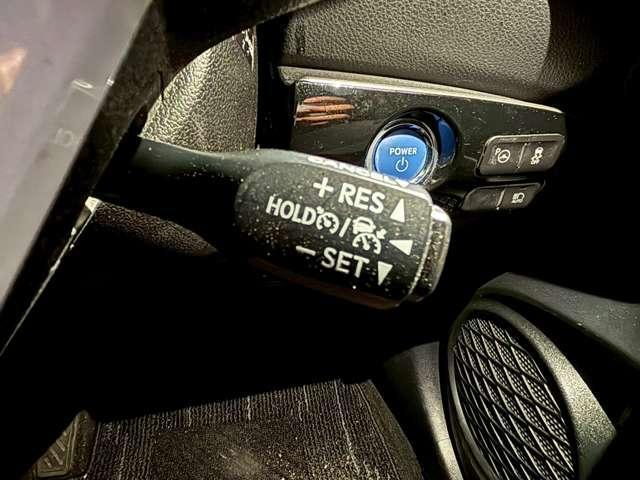 POWER
+ RES
HOLD /
– SET